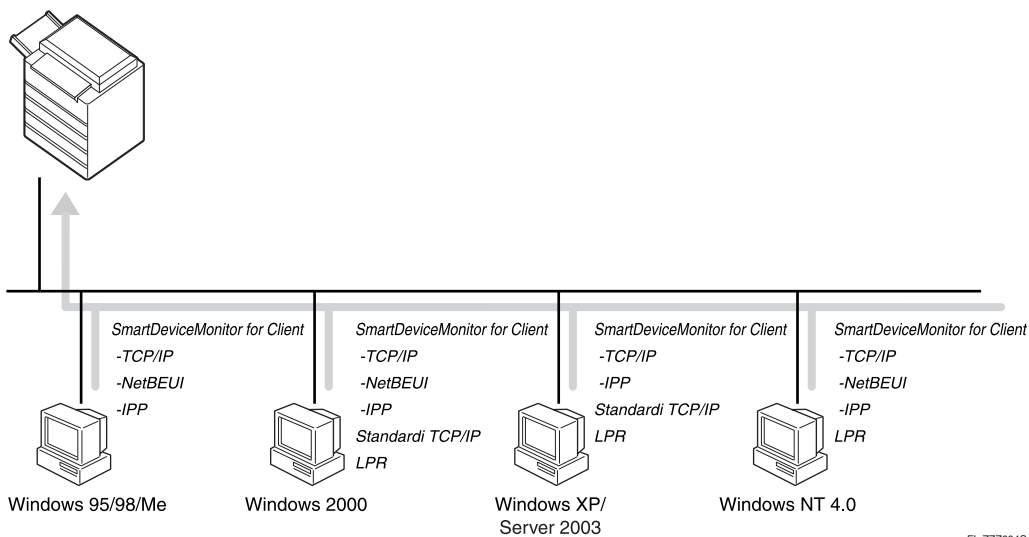 SmartDeviceMonitor for Client
-TCP/IP
-NetBEUI
-IPP
Windows 95/98/Me
SmartDeviceMonitor for Client
-TCP/IP
-NetBEUI
-IPP
Standardi TCP/IP
LPR
Windows 2000
SmartDeviceMonitor for Client
-TCP/IP
-IPP
Standardi TCP/IP
LPR
Windows XP/
Server 2003
SmartDeviceMonitor for Client
-TCP/IP
-NetBEUI
-IPP
LPR
Windows NT 4.0